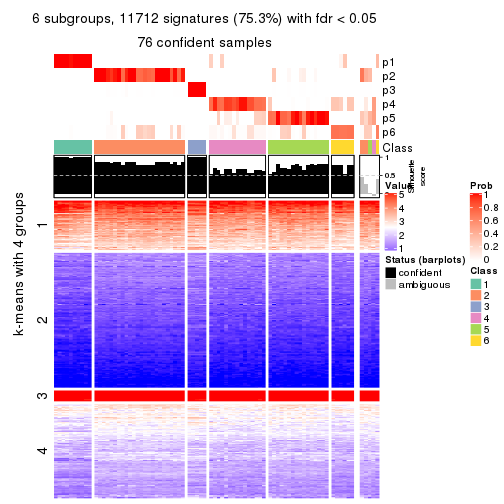 6 subgroups, 11712 signatures (75.3%) with fdr < 0.05
76 confident samples
p1
p2
p3
p4
p5
p6
Class
1
0.5
0
Silhouette
score
k-means with 4 groups
1
2
3
4
Value
5
4
3
2
1
Status (barplots)
confident
ambiguous
Prob
1
0.8
0.6
0.4
0.2
0
Class
1
2
3
4
5
6